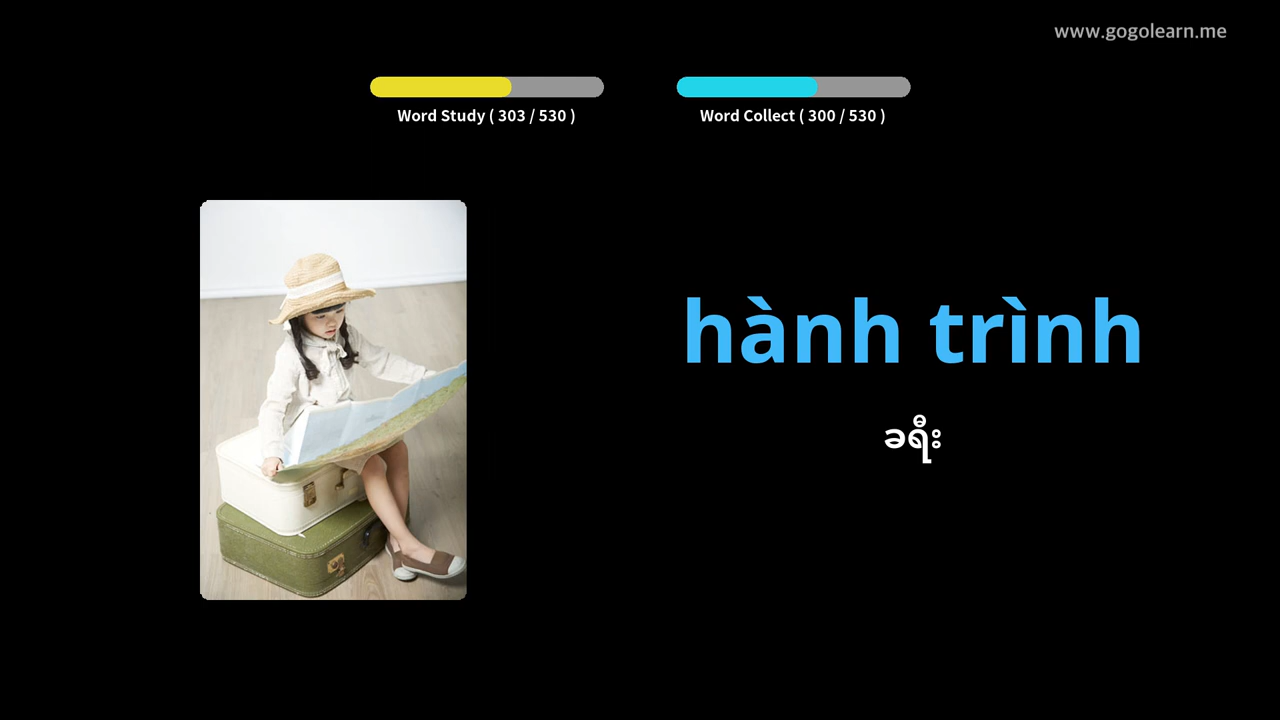 www.gogolearn.me
Word Study ( 303 / 530 )
Word Collect ( 300 / 530 )
hành trình
ခရီး